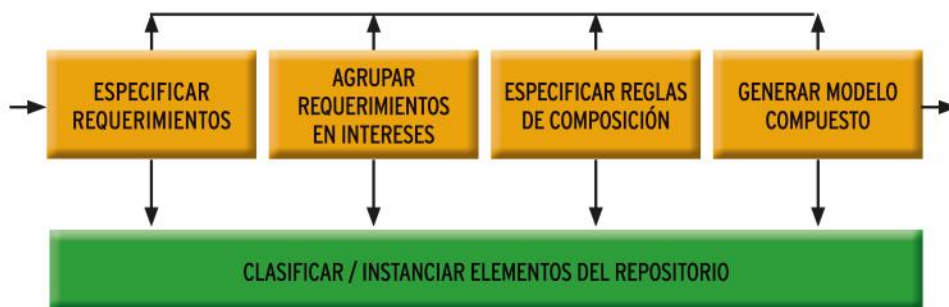 ESPECIFICAR
REQUERIMIENTOS
AGRUPAR
REQUERIMIENTOS
EN INTERESES
ESPECIFICAR REGLAS
DE COMPOSICIÓN
GENERAR MODELO
COMPUESTO
CLASIFICAR / INSTANCIAR ELEMENTOS DEL REPOSITORIO